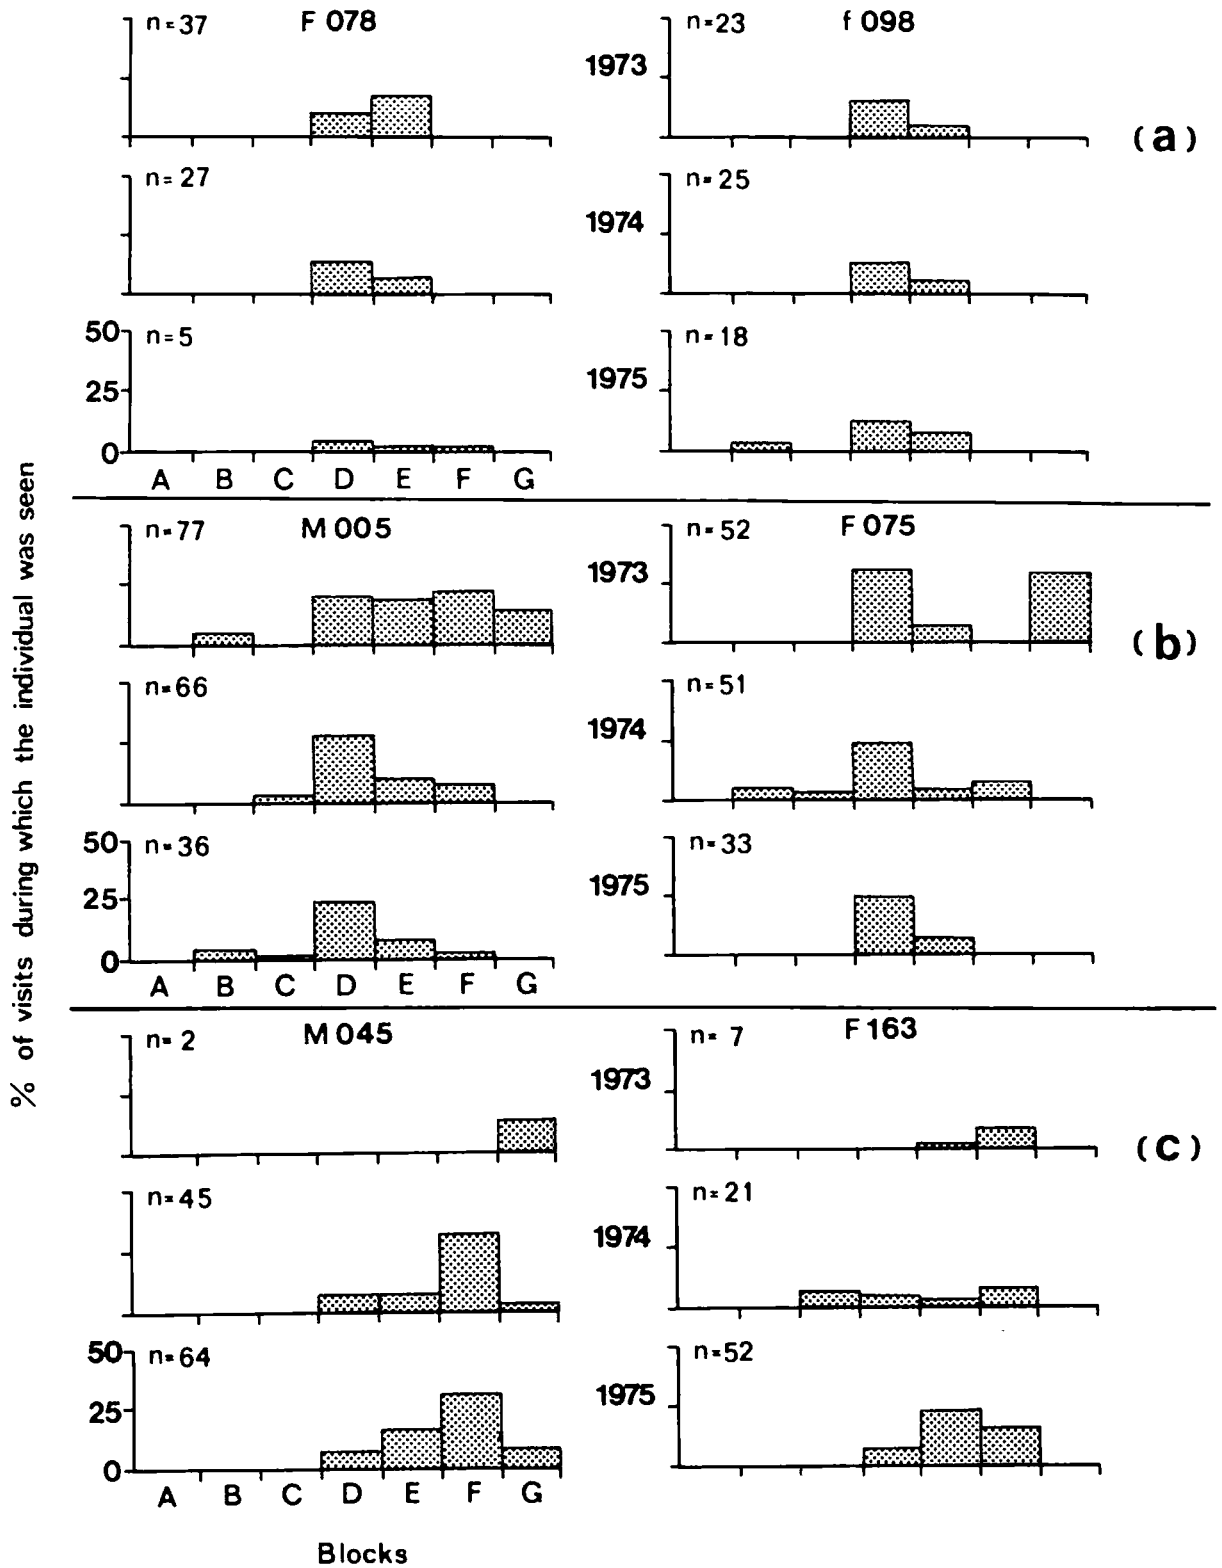 n=37 F 078 n=23 f 098
1973
(a)
n=27 n=25
1974
50 n=5 n=18
25 1975
0
A B C D E F G
n=77 M 005 n=52 F 075
1973
(b)
n=66 n=51
1974
50 n=36 n=33
25 1975
0
A B C D E F G
n= 2 M 045 n= 7 F 163
1973
(c)
n=45 n=21
1974
50 n=64 n=52
25 1975
0
A B C D E F G
Blocks
% of visits during which the individual was seen